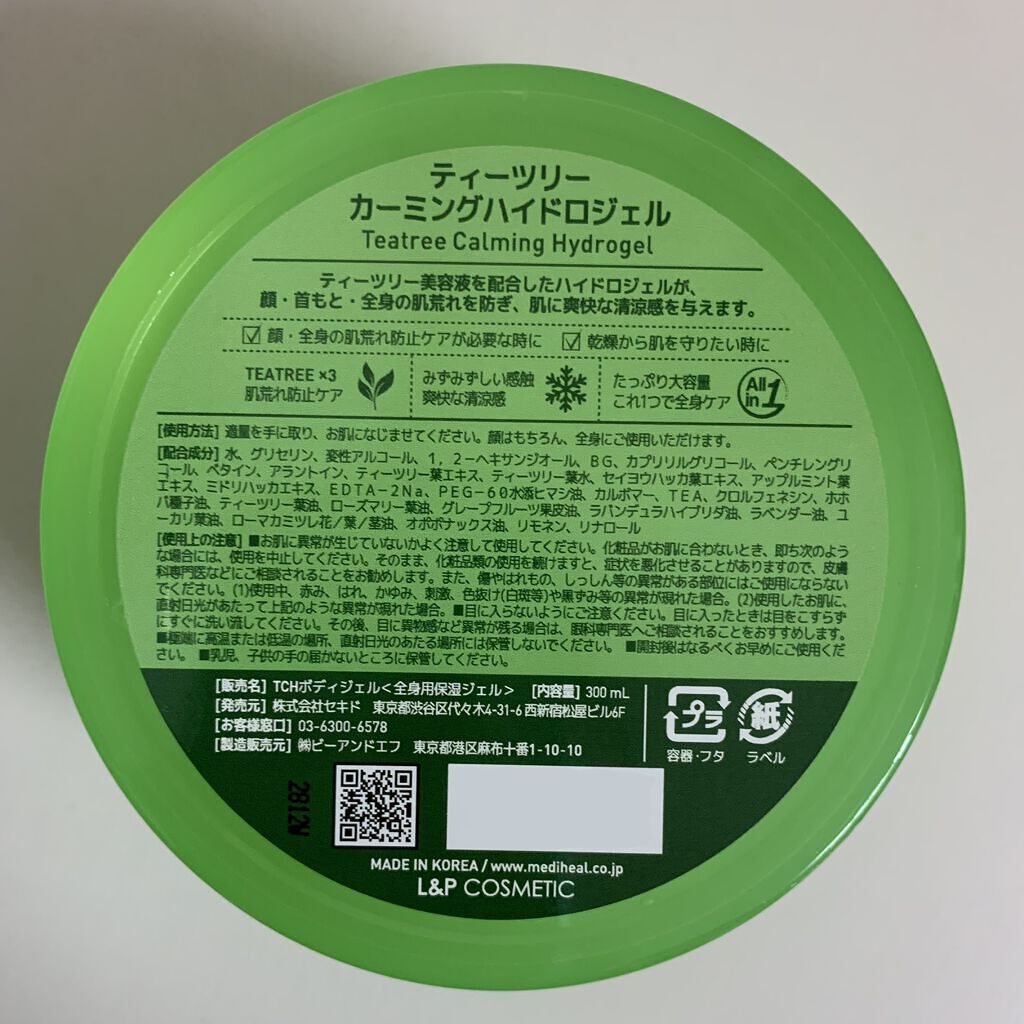 ティーツリー
カーミングハイドロジェル
Teatree Calming Hydrogel
ティーツリー美容液を配合したハイドロジェルが、
顔・首もと・全身の肌荒れを防ぎ、肌に爽快な清涼感を与えます。
☑ 顔・全身の肌荒れ防止ケアが必要な時に ☑ 乾燥から肌を守りたい時に
TEATREE ×3
肌荒れ防止ケア
みずみずしい感触
爽快な清涼感
たっぷり大容量
これ1つで全身ケア
All in 1
[使用方法] 適量を手に取り、お肌になじませてください。顔はもちろん、全身にご使用いただけます。
[配合成分] 水、グリセリン、変性アルコール、1，2－ヘキサンジオール、BG、カプリリルグリコール、ペンチレングリ
コール、ベタイン、アラントイン、ティーツリー葉エキス、ティーツリー葉水、セイヨウハッカ葉エキス、アップルミント葉
エキス、ミドリハッカエキス、EDTA－2Na、PEG－60水添ヒマシ油、カルボマー、TEA、クロルフェネシン、ホホ
バ種子油、ティーツリー葉油、ローズマリー葉油、グレープフルーツ果皮油、ラバンデュラハイブリダ油、ラベンダー油、ユ
ーカリ葉油、ローマカミツレ花／葉／茎油、オポポナックス油、リモネン、リナロール
[使用上の注意] ■お肌に異常が生じていないかよく注意して使用してください。化粧品がお肌に合わないとき、即ち次のよう
な場合には、使用を中止してください。そのまま、化粧品類の使用を続けますと、症状を悪化させることがありますので、皮膚
科専門医などにご相談されることをお勧めします。また、傷やはれもの、しっしん等の異常がある部位にはご使用にならない
でください。(1)使用中、赤み、はれ、かゆみ、刺激、色抜け(白斑等)や黒ずみ等の異常が現れた場合。(2)使用したお肌に、
直射日光があたって上記のような異常が現れた場合。■目に入らないようにご注意ください。目に入ったときは目をこすらず
にすぐに洗い流してください。その後、目に異物感など異常が残る場合は、眼科専門医へご相談されることをおすすめします。
■極端に高温または低温の場所、直射日光のあたる場所には保管しないでください。 ■開封後はなるべくお早めにご使用くだ
さい。 ■乳児、子供の手の届かないところに保管してください。
[販売名] TCHボディジェル＜全身用保湿ジェル＞ [内容量] 300 mL
[発売元] 株式会社セキド 東京都渋谷区代々木4-31-6 西新宿松屋ビル6F
[お客様窓口] 03-6300-6578
[製造販売元] ㈱ビーアンドエフ 東京都港区麻布十番1-10-10
プラ
容器・フタ
紙
ラベル
2812W
MADE IN KOREA / www.mediheal.co.jp
L&P COSMETIC